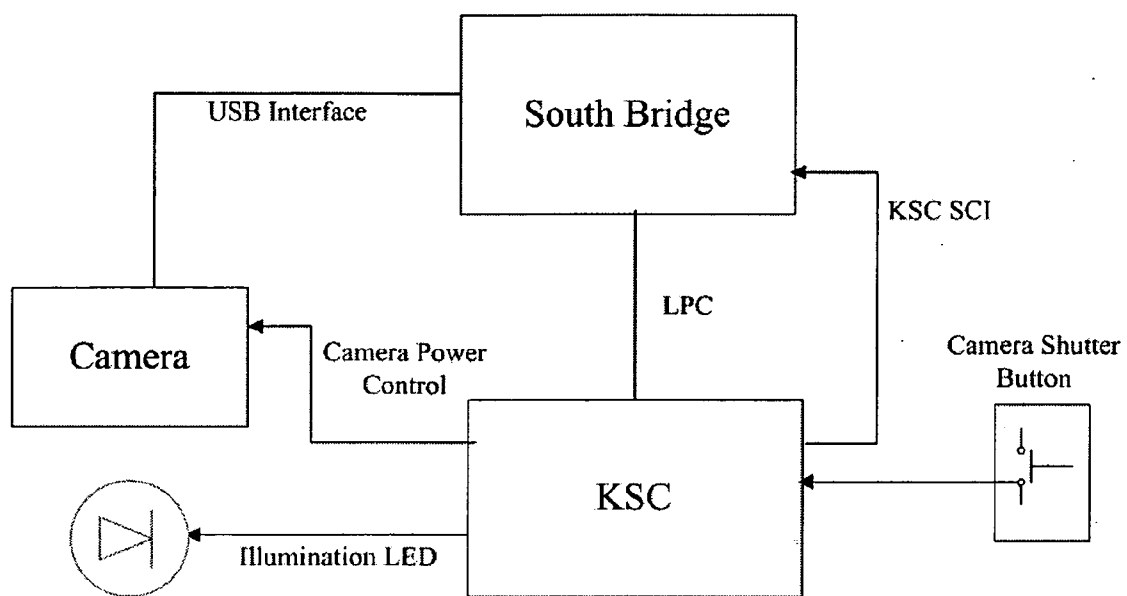 South Bridge
USB Interface
KSC SCI
LPC
Camera
Camera Power
Control
Camera Shutter
Button
KSC
Illumination LED